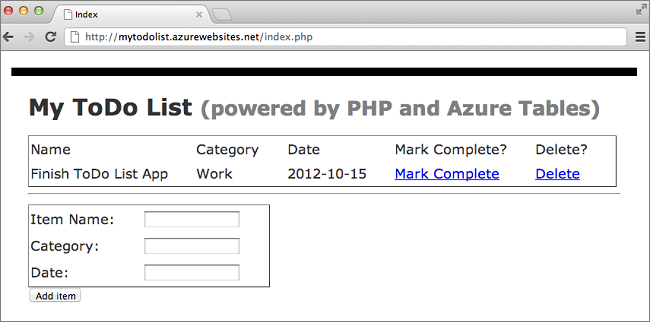 Index
http://mytodolist.azurewebsites.net/index.php
My ToDo List (powered by PHP and Azure Tables)
Name Category Date Mark Complete? Delete?
Finish ToDo List App Work 2012-10-15 Mark Complete Delete
Item Name:
Category:
Date:
Add item